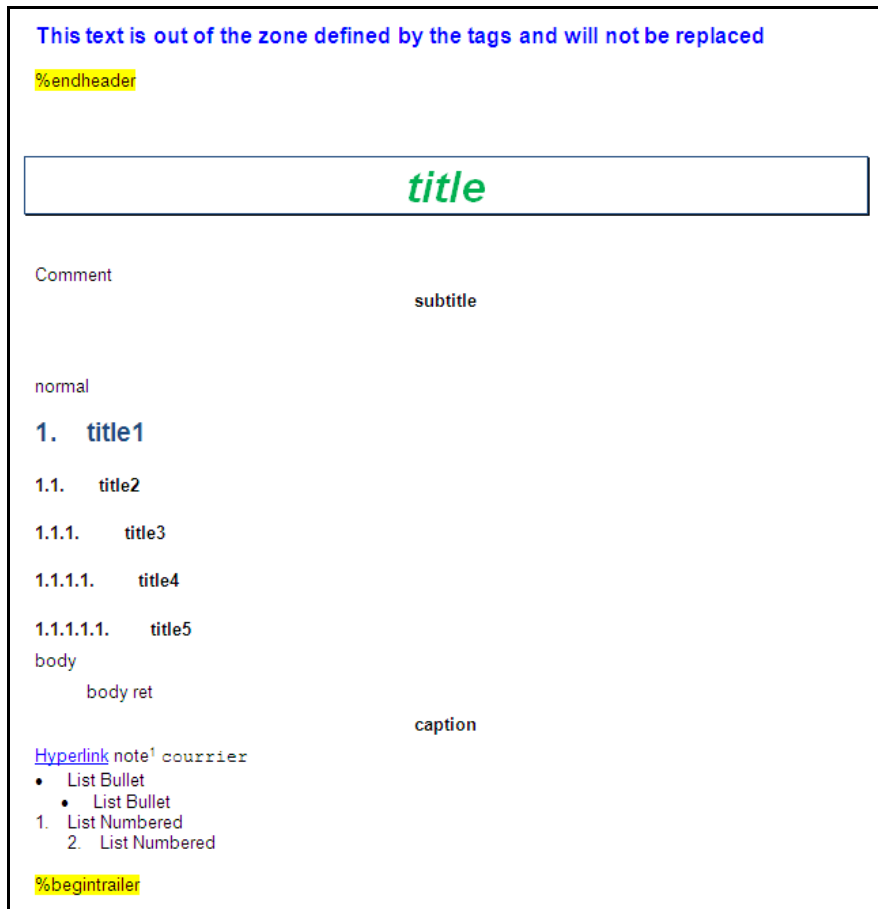 This text is out of the zone defined by the tags and will not be replaced
%endheader
title
Comment
subtitle
normal
1. title1
1.1. title2
1.1.1. title3
1.1.1.1. title4
1.1.1.1.1. title5
body
body ret
caption
Hyperlink note¹ courrier
• List Bullet
• List Bullet
1. List Numbered
2. List Numbered
%begintrailer